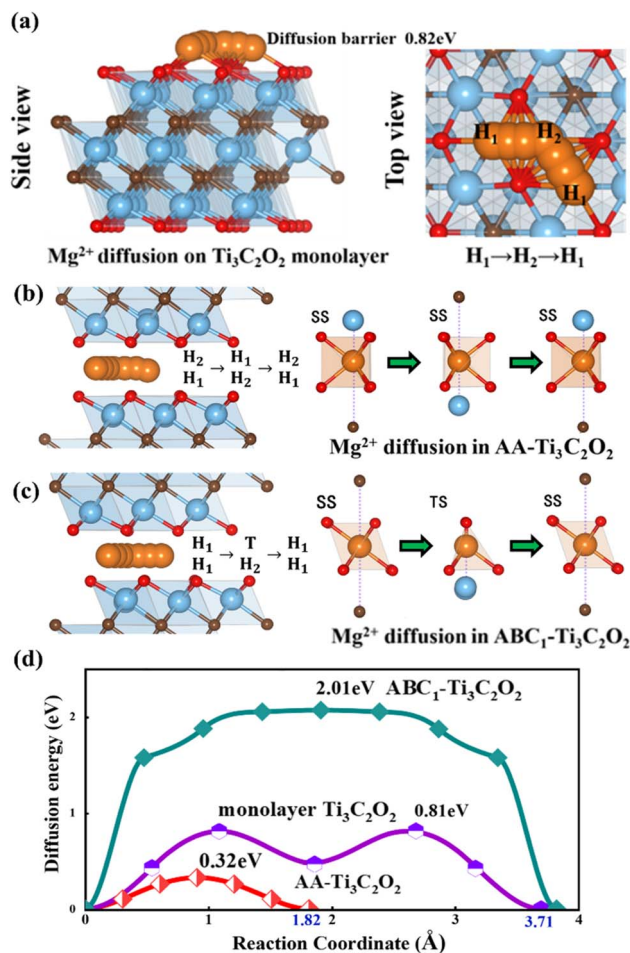 (a)
Diffusion barrier 0.82eV
Side view
Top view
H₁
H₂
H₁
Mg²⁺ diffusion on Ti₃C₂O₂ monolayer
H₁→H₂→H₁
(b)
H₂ H₁ H₂
→ →
H₁ H₂ H₁
SS SS SS
Mg²⁺ diffusion in AA-Ti₃C₂O₂
(c)
H₁ T H₁
→ →
H₁ H₂ H₁
SS TS SS
Mg²⁺ diffusion in ABC₁-Ti₃C₂O₂
(d)
2.01eV ABC₁-Ti₃C₂O₂
monolayer Ti₃C₂O₂ 0.81eV
0.32eV
AA-Ti₃C₂O₂
Diffusion energy (eV)
2
1
0
0 1 1.82 2 3 3.71 4
Reaction Coordinate (Å)